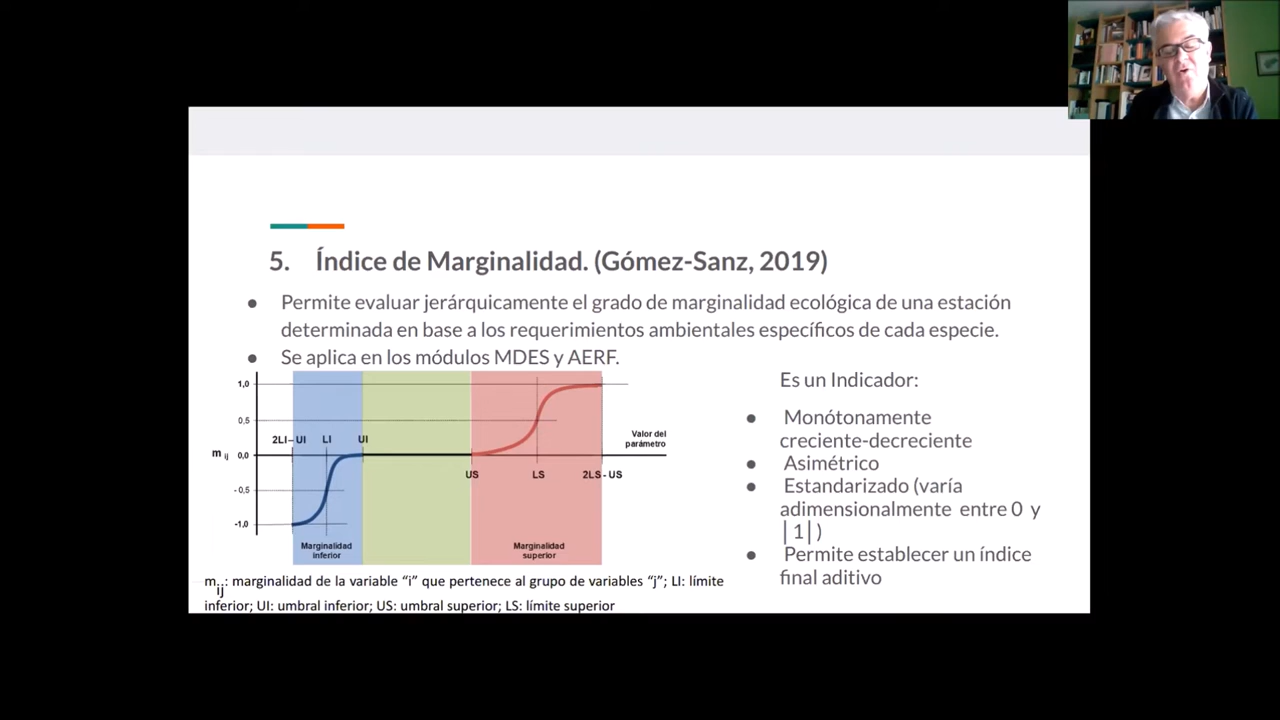 5. Índice de Marginalidad. (Gómez-Sanz, 2019)
● Permite evaluar jerárquicamente el grado de marginalidad ecológica de una estación
determinada en base a los requerimientos ambientales específicos de cada especie.
● Se aplica en los módulos MDES y AERF.
1,0
0,5
2LI–UI LI UI
m ij 0,0
- 0,5
-1,0
Valor del
parámetro
US LS 2LS - US
Marginalidad
inferior
Marginalidad
superior
m ij: marginalidad de la variable “i” que pertenece al grupo de variables “j”; LI: límite
inferior; UI: umbral inferior; US: umbral superior; LS: límite superior
Es un Indicador:
● Monótonamente
creciente-decreciente
● Asimétrico
● Estandarizado (varía
adimensionalmente entre 0 y
│1│)
● Permite establecer un índice
final aditivo